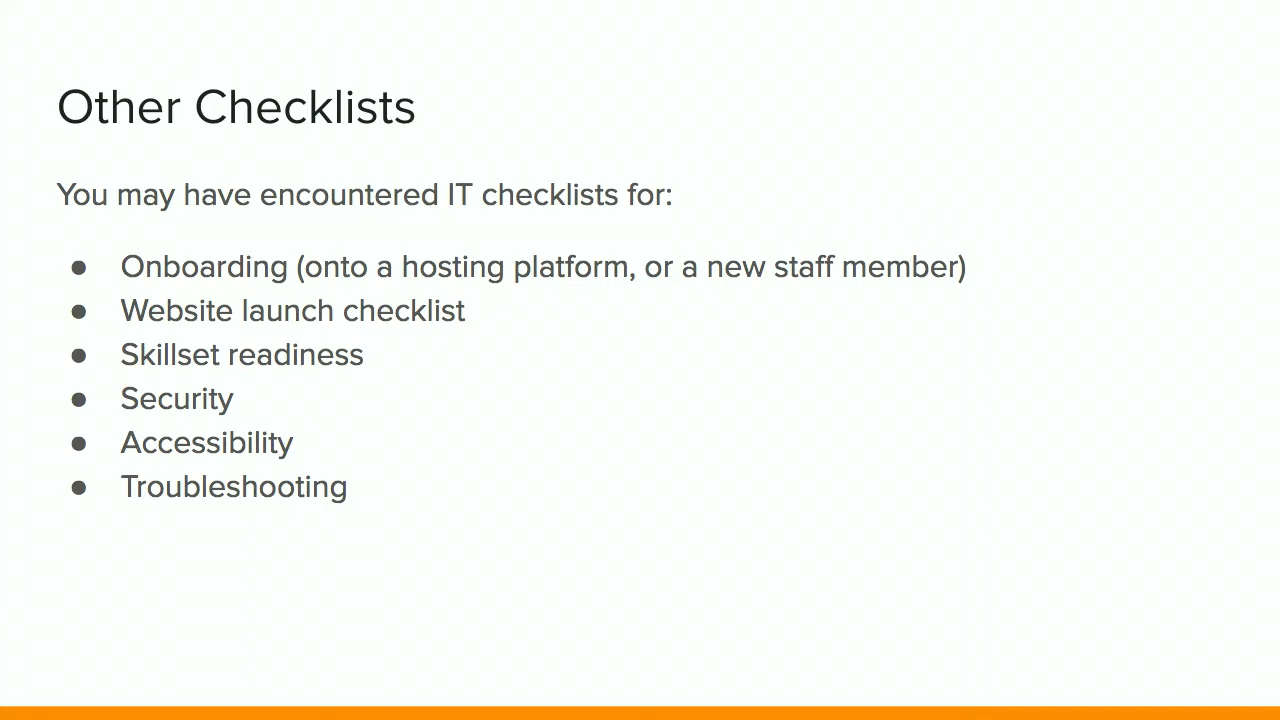 Other Checklists
You may have encountered IT checklists for:
● Onboarding (onto a hosting platform, or a new staff member)
● Website launch checklist
● Skillset readiness
● Security
● Accessibility
● Troubleshooting